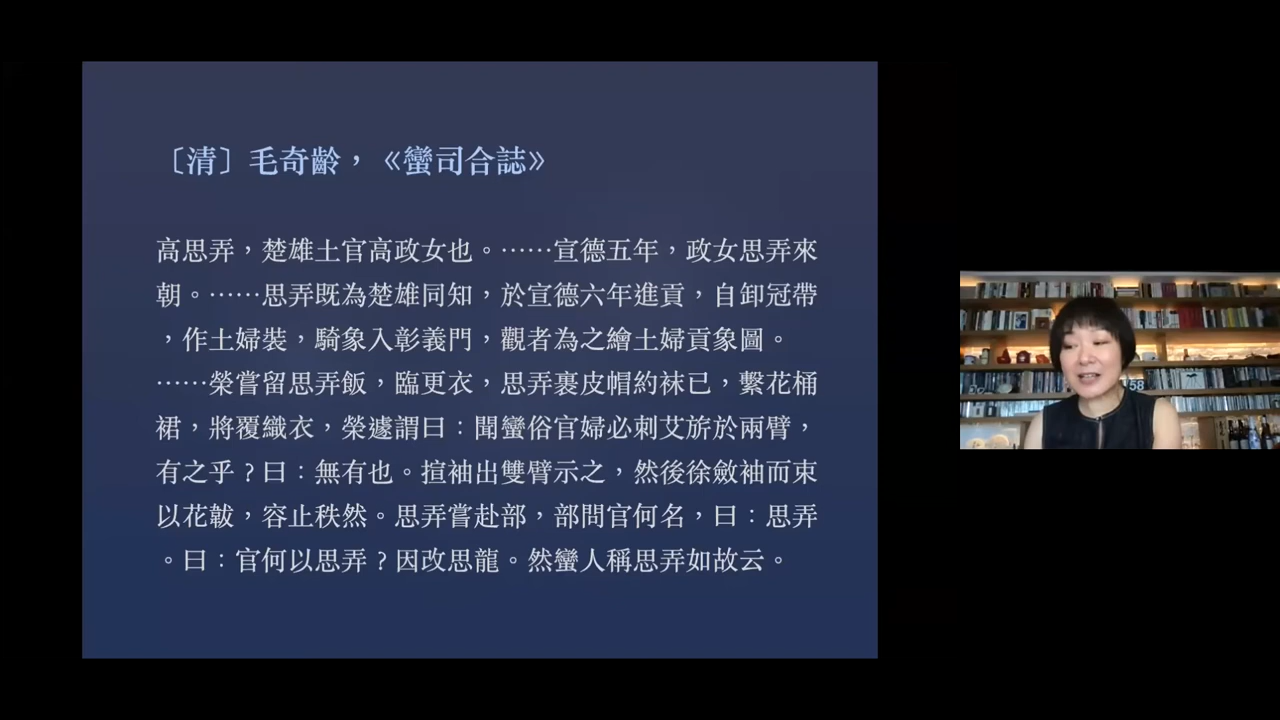 〔清〕毛奇齡，《蠻司合誌》
高思弄，楚雄土官高政女也。⋯⋯宣德五年，政女思弄來
朝。⋯⋯思弄既為楚雄同知，於宣德六年進貢，自卸冠帶
，作土婦裝，騎象入彰義門，觀者為之繪土婦貢象圖。
⋯⋯榮嘗留思弄飯，臨更衣，思弄裹皮帽約袜已，繫花桶
裙，將覆織衣，榮遽謂曰：聞蠻俗官婦必刺艾旂於兩臂，
有之乎？曰：無有也。揎袖出雙臂示之，然後徐斂袖而束
以花韍，容止秩然。思弄嘗赴部，部問官何名，曰：思弄
。曰：官何以思弄？因改思龍。然蠻人稱思弄如故云。
58